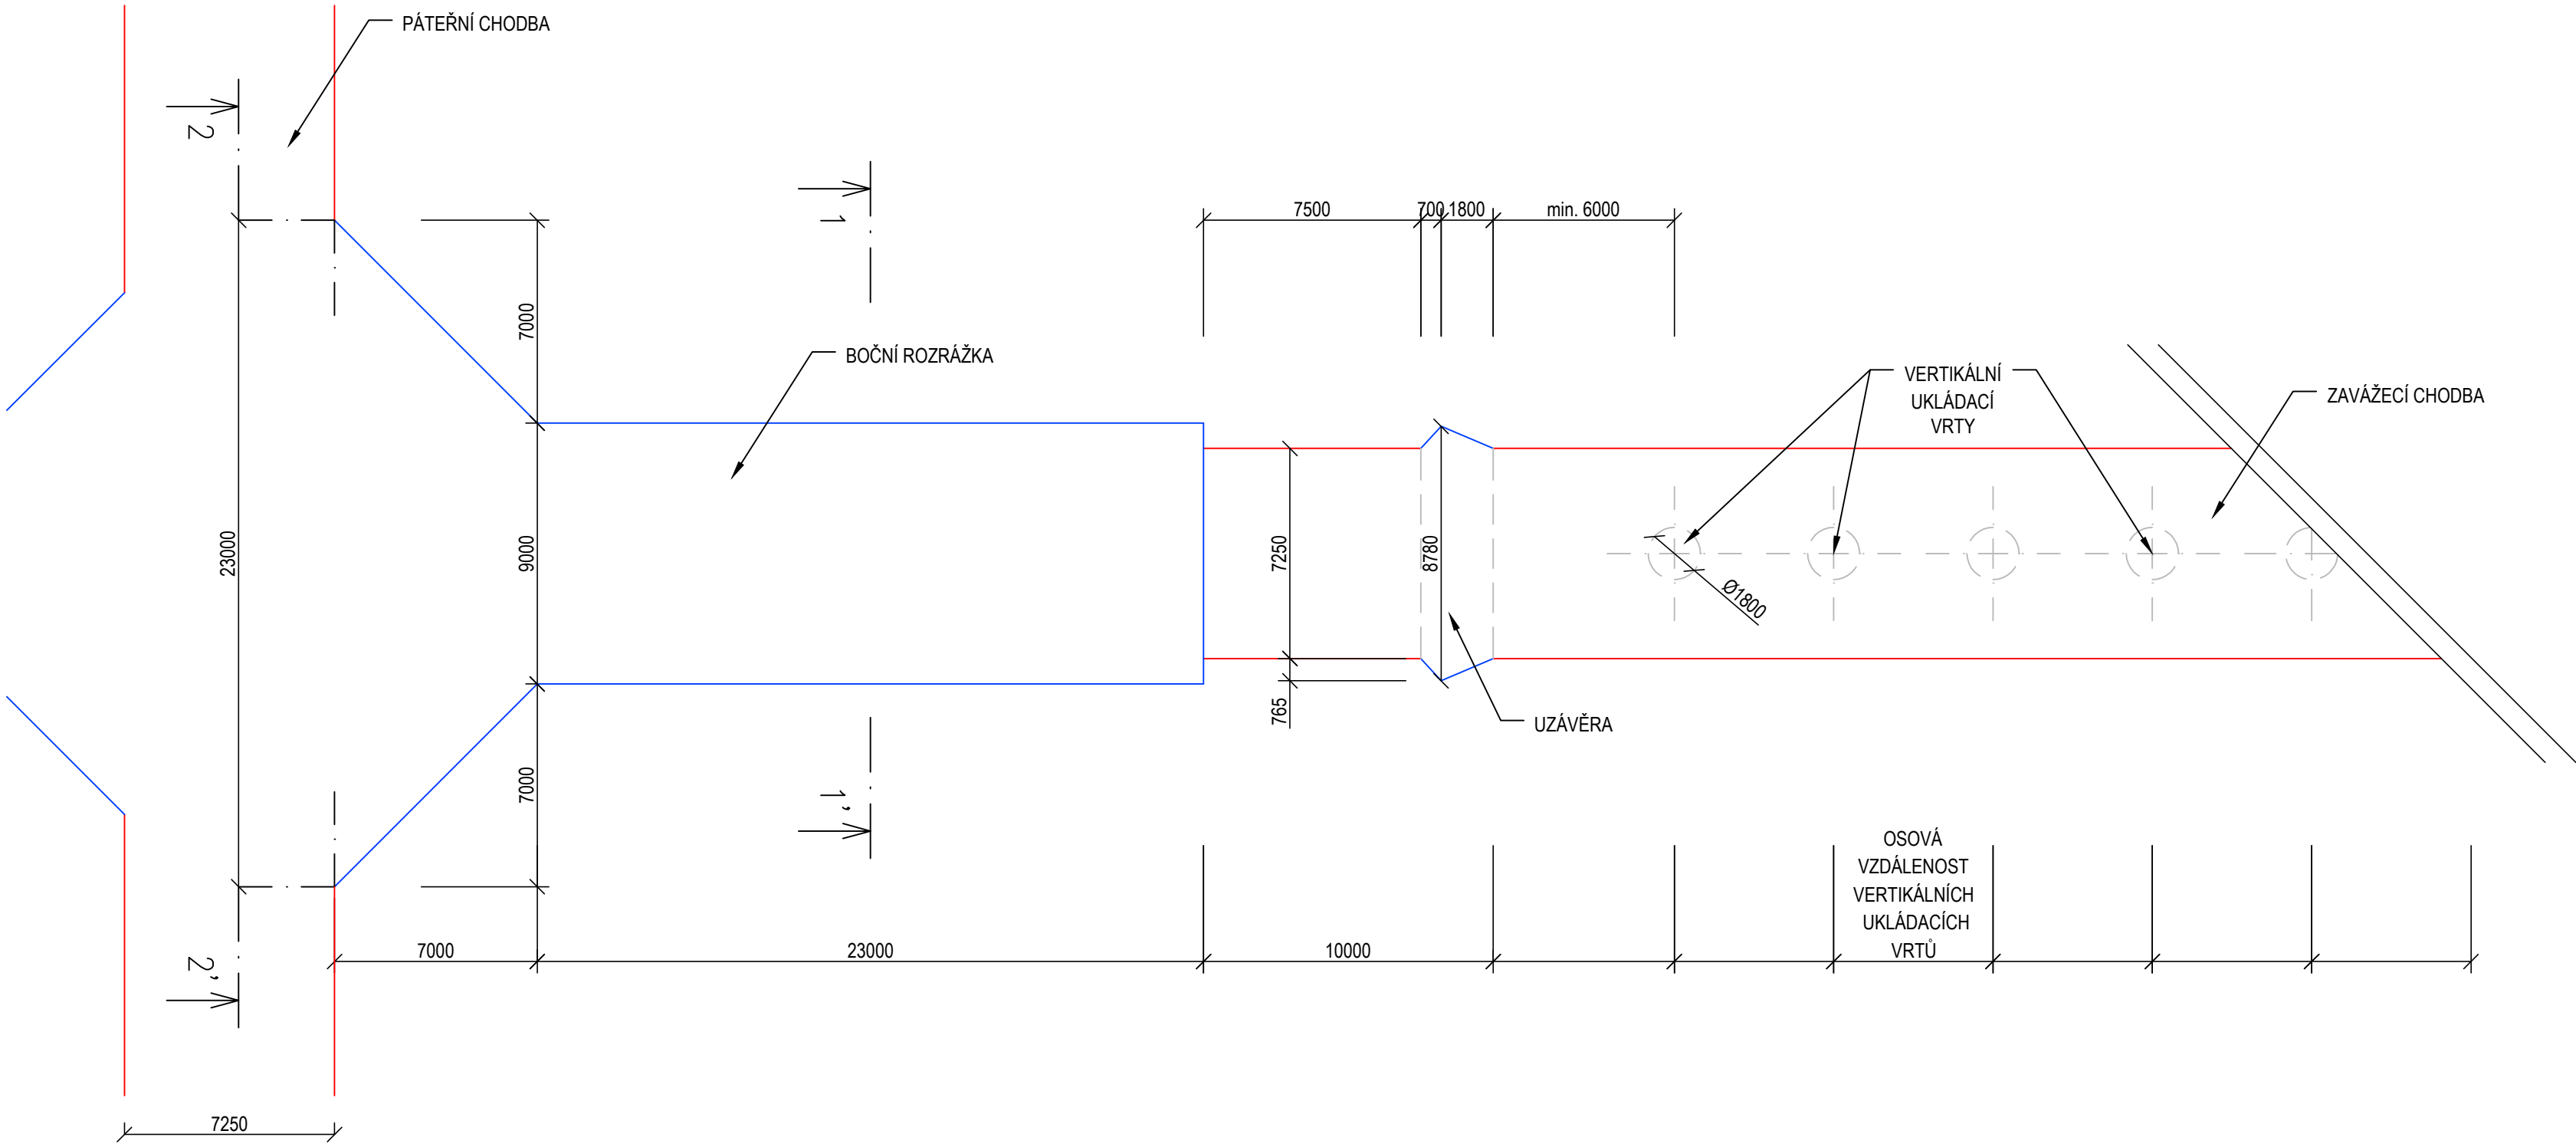 PÁTEŘNÍ CHODBA
2
1
7500
700
1800
min. 6000
7000
BOČNÍ ROZRÁŽKA
VERTIKÁLNÍ
UKLÁDACÍ
VRTY
ZAVÁŽECÍ CHODBA
23000
9000
7250
8780
Ø1800
765
UZÁVĚRA
7000
1'
OSOVÁ
VZDÁLENOST
VERTIKÁLNÍCH
UKLÁDACÍCH
VRTŮ
2'
7000
23000
10000
7250